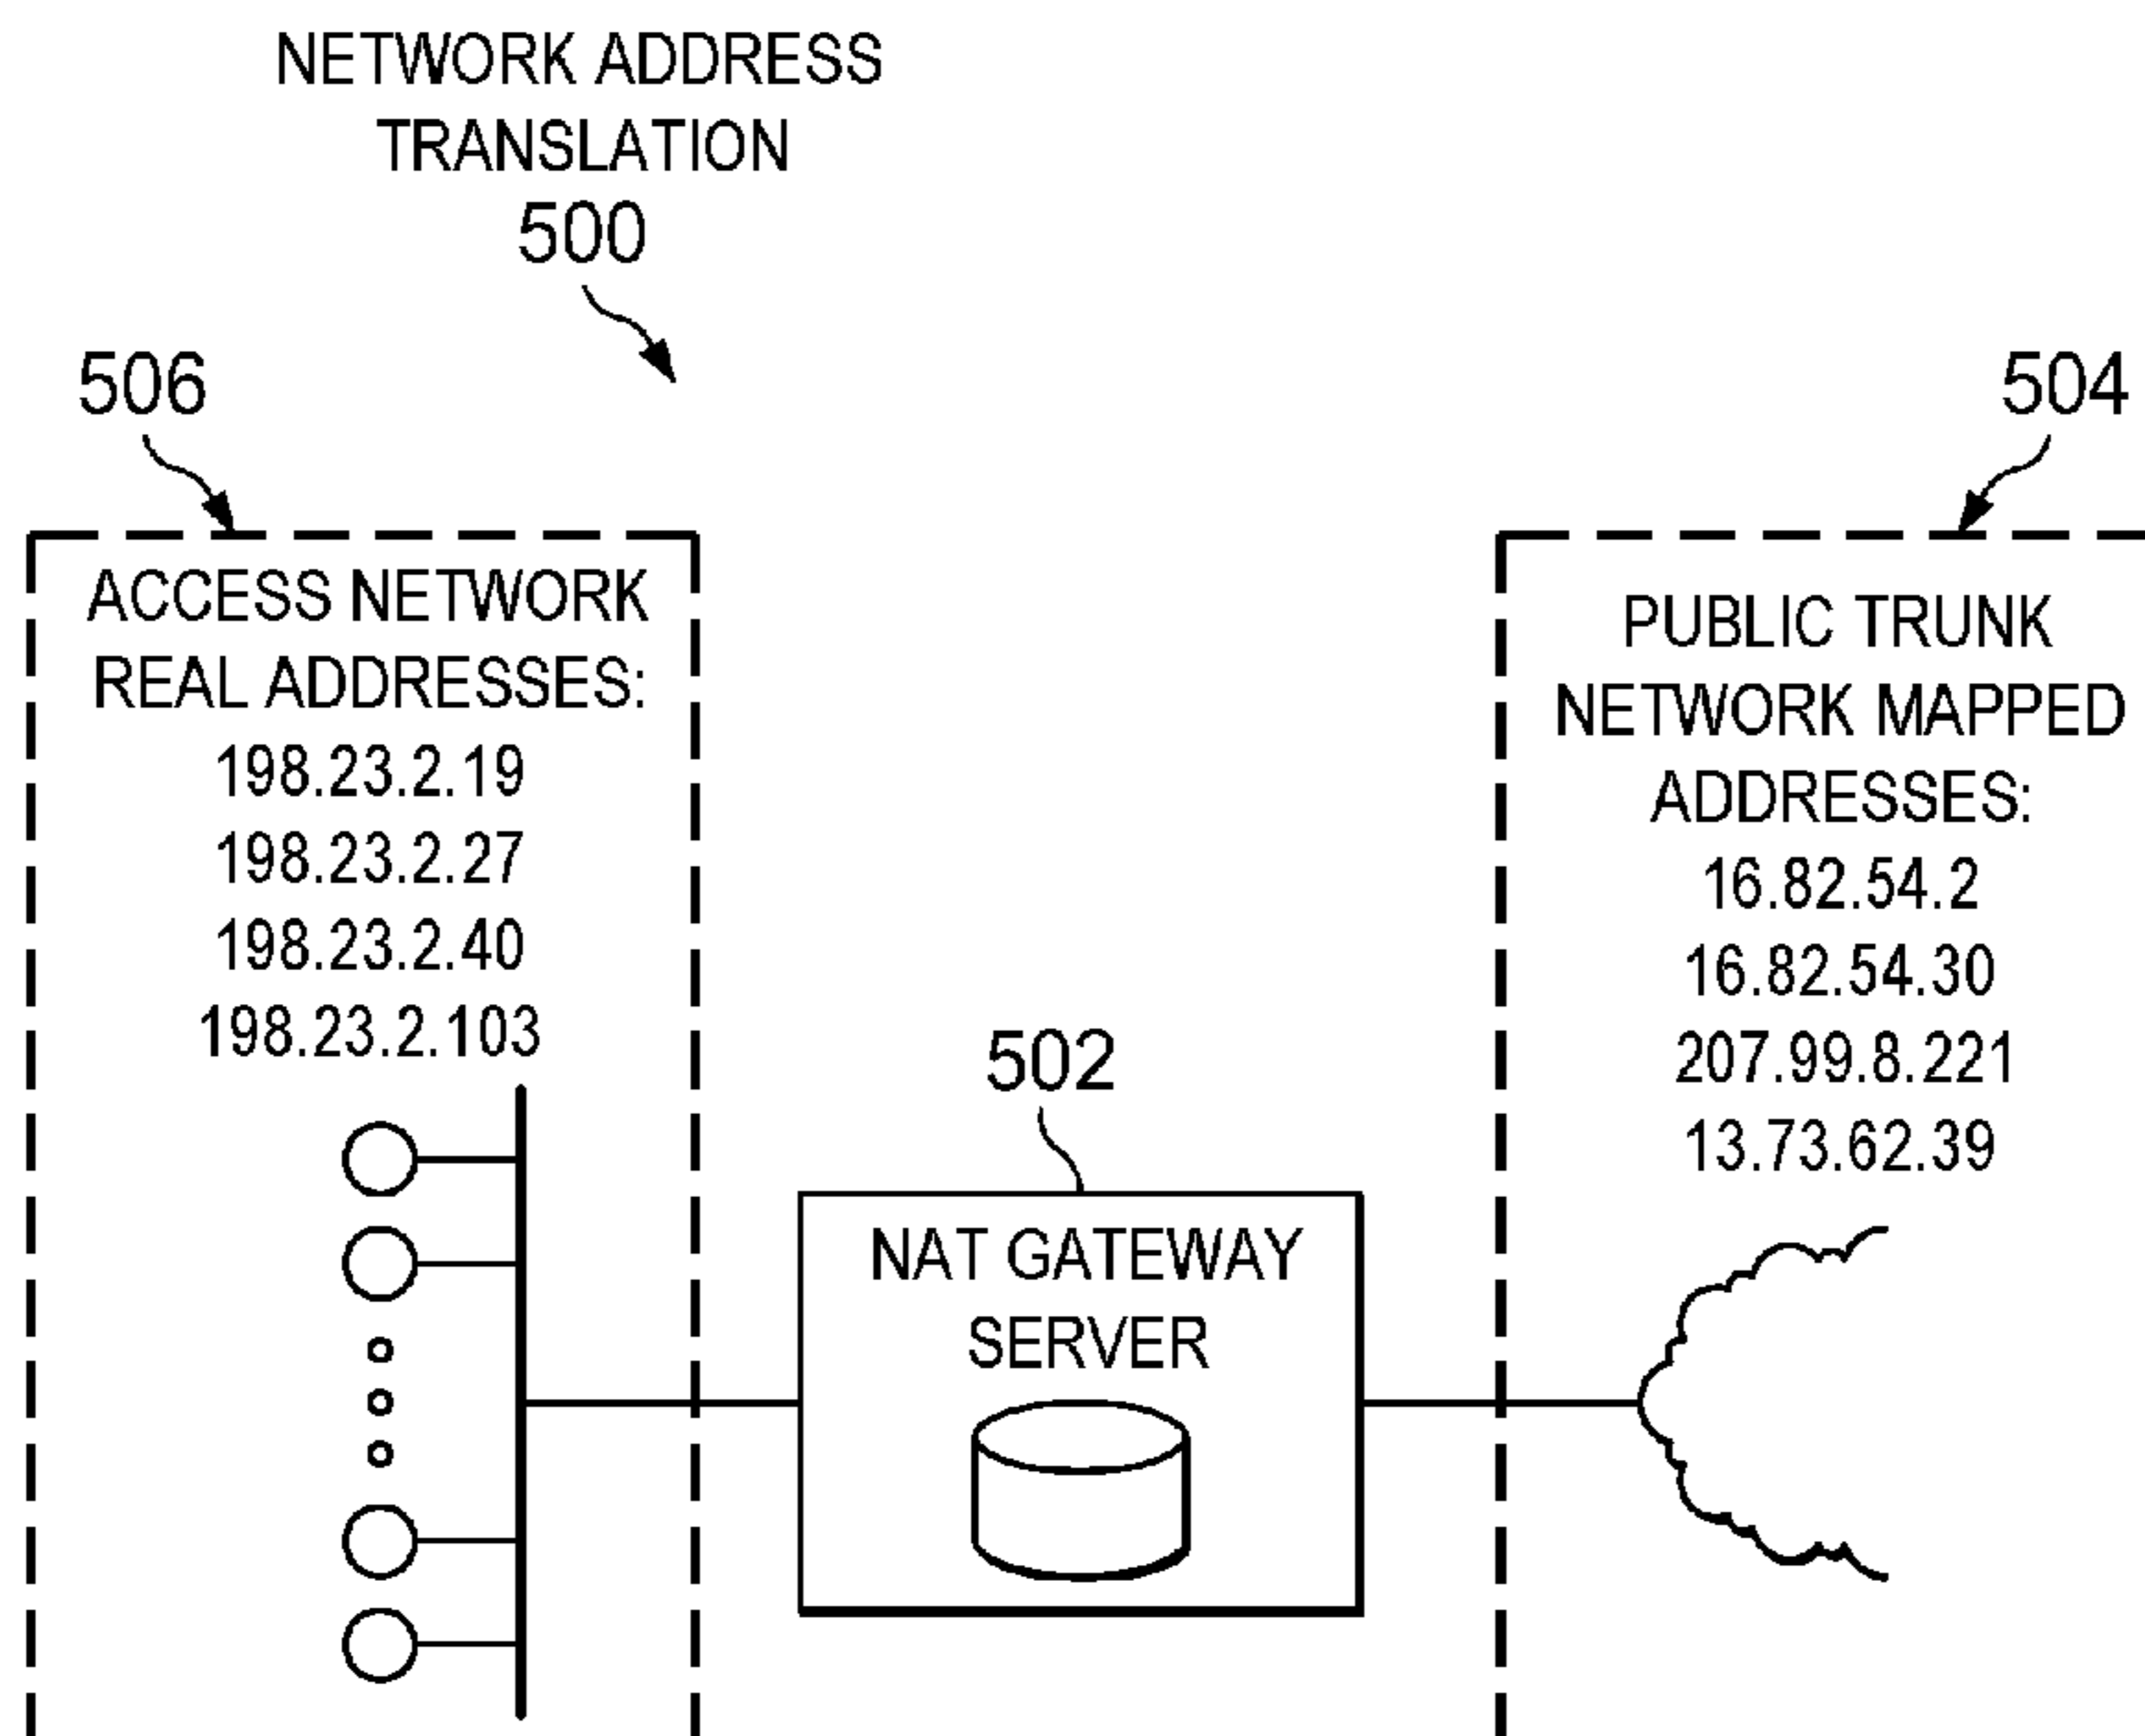 NETWORK ADDRESS
TRANSLATION
500
506
504
ACCESS NETWORK
REAL ADDRESSES:
198.23.2.19
198.23.2.27
198.23.2.40
198.23.2.103
502
NAT GATEWAY
SERVER
PUBLIC TRUNK
NETWORK MAPPED
ADDRESSES:
16.82.54.2
16.82.54.30
207.99.8.221
13.73.62.39